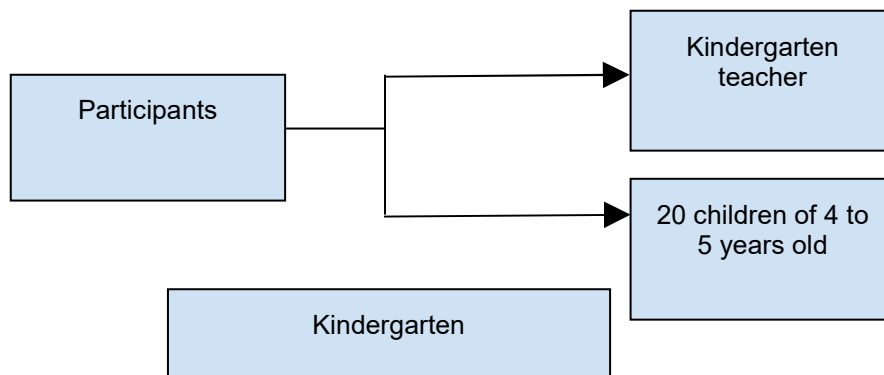 Participants
Kindergarten
teacher
20 children of 4 to
5 years old
Kindergarten